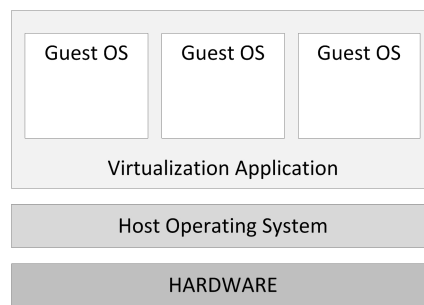 Guest OS Guest OS Guest OS
Virtualization Application
Host Operating System
HARDWARE